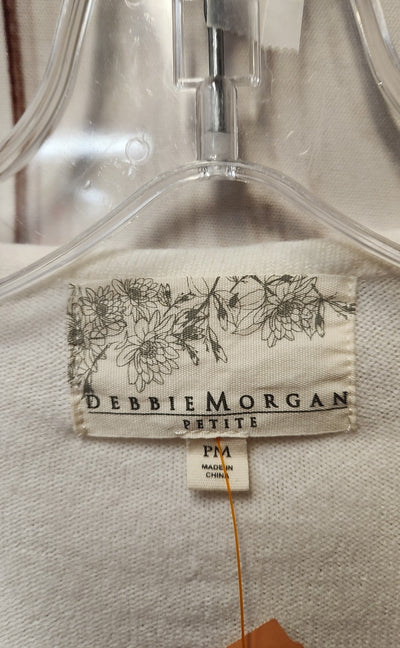 DEBBIE MORGAN
PETITE
PM
MADE IN
CHINA